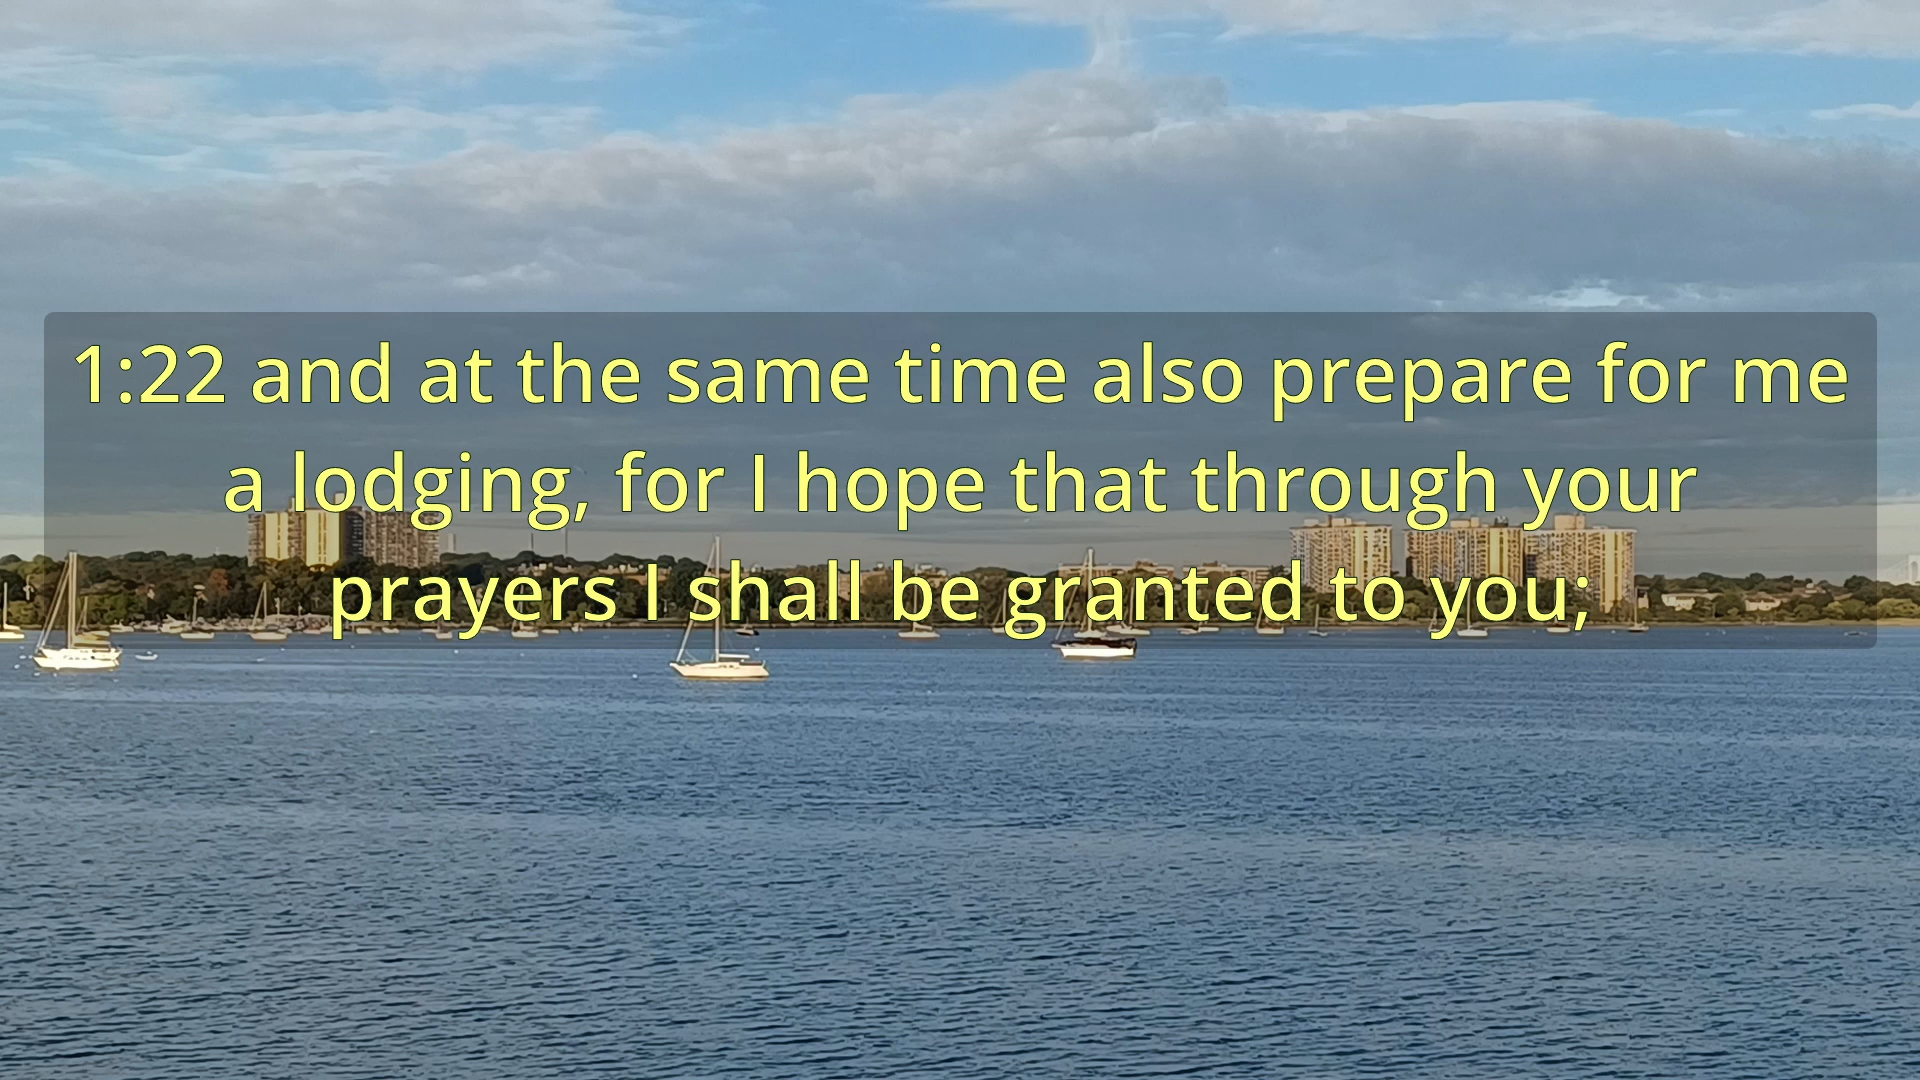 1:22 and at the same time also prepare for me
a lodging, for I hope that through your
prayers I shall be granted to you;